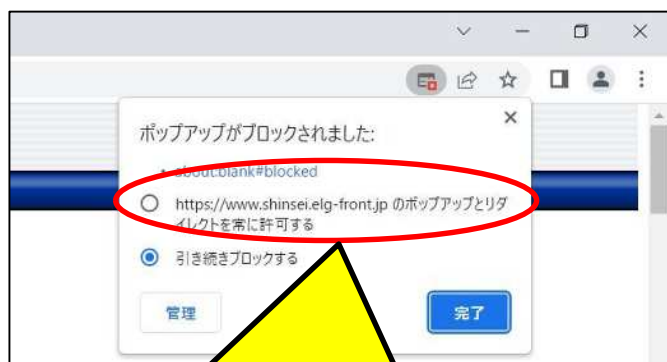 ポップアップがブロックされました:
• about:blank#blocked
https://www.shinsei.elg-front.jp のポップアップとリダ
イレクトを常に許可する
引き続きブロックする
管理
完了